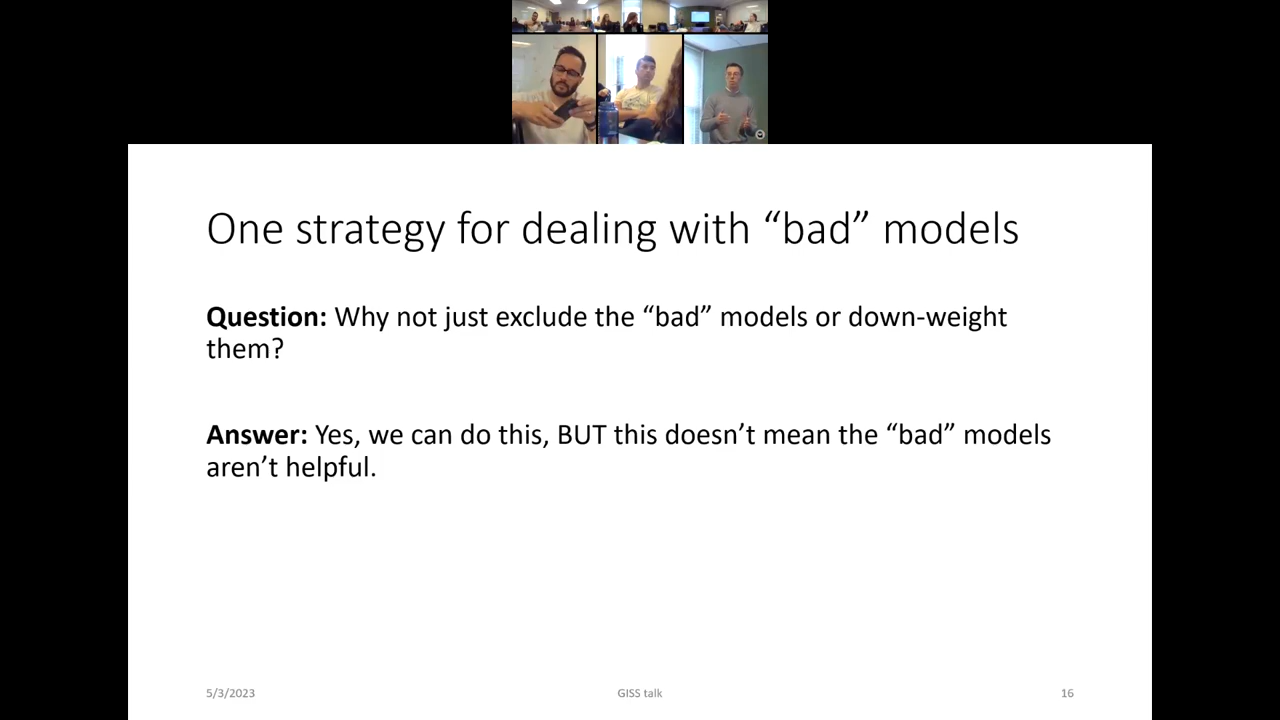 One strategy for dealing with “bad” models
Question: Why not just exclude the “bad” models or down-weight
them?
Answer: Yes, we can do this, BUT this doesn’t mean the “bad” models
aren’t helpful.
5/3/2023 GISS talk 16